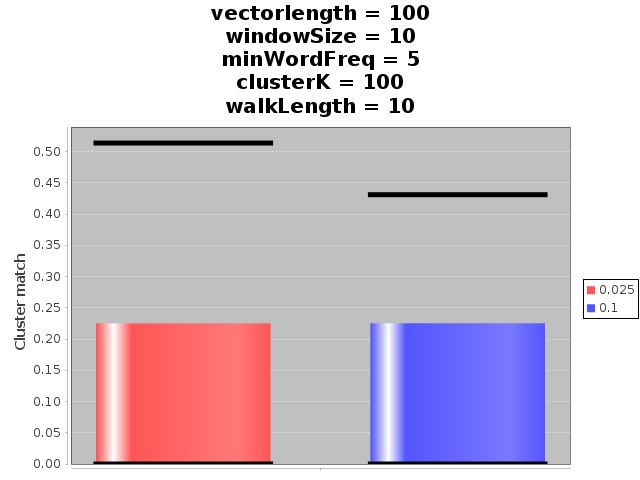 vectorlength = 100
windowSize = 10
minWordFreq = 5
clusterK = 100
walkLength = 10
Cluster match
0.50
0.45
0.40
0.35
0.30
0.25
0.20
0.15
0.10
0.05
0.00
0.025
0.1